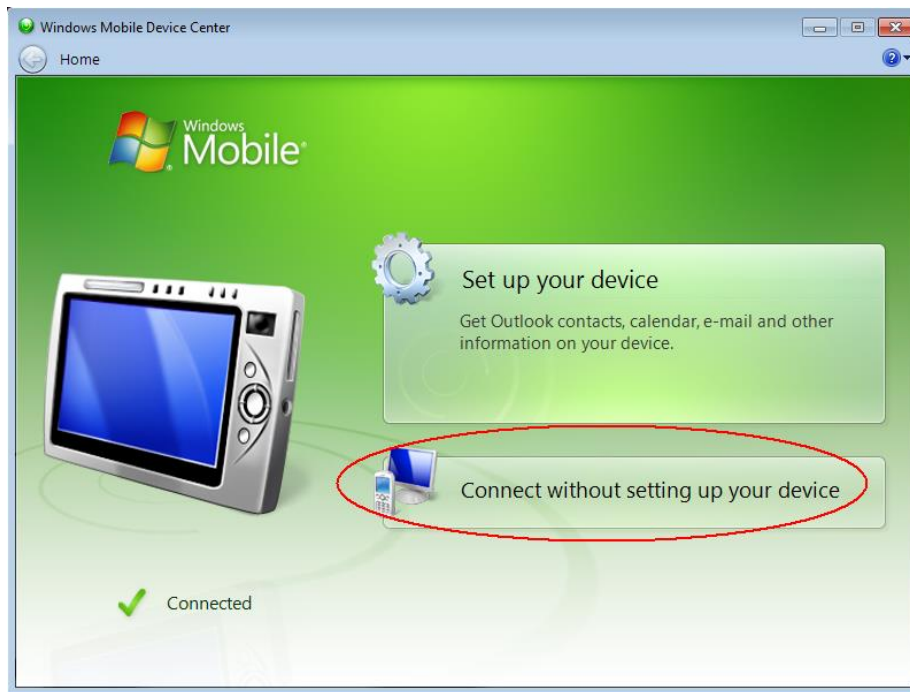 Windows Mobile Device Center
Home
Windows
Mobile
Set up your device
Get Outlook contacts, calendar, e-mail and other
information on your device.
Connect without setting up your device
Connected